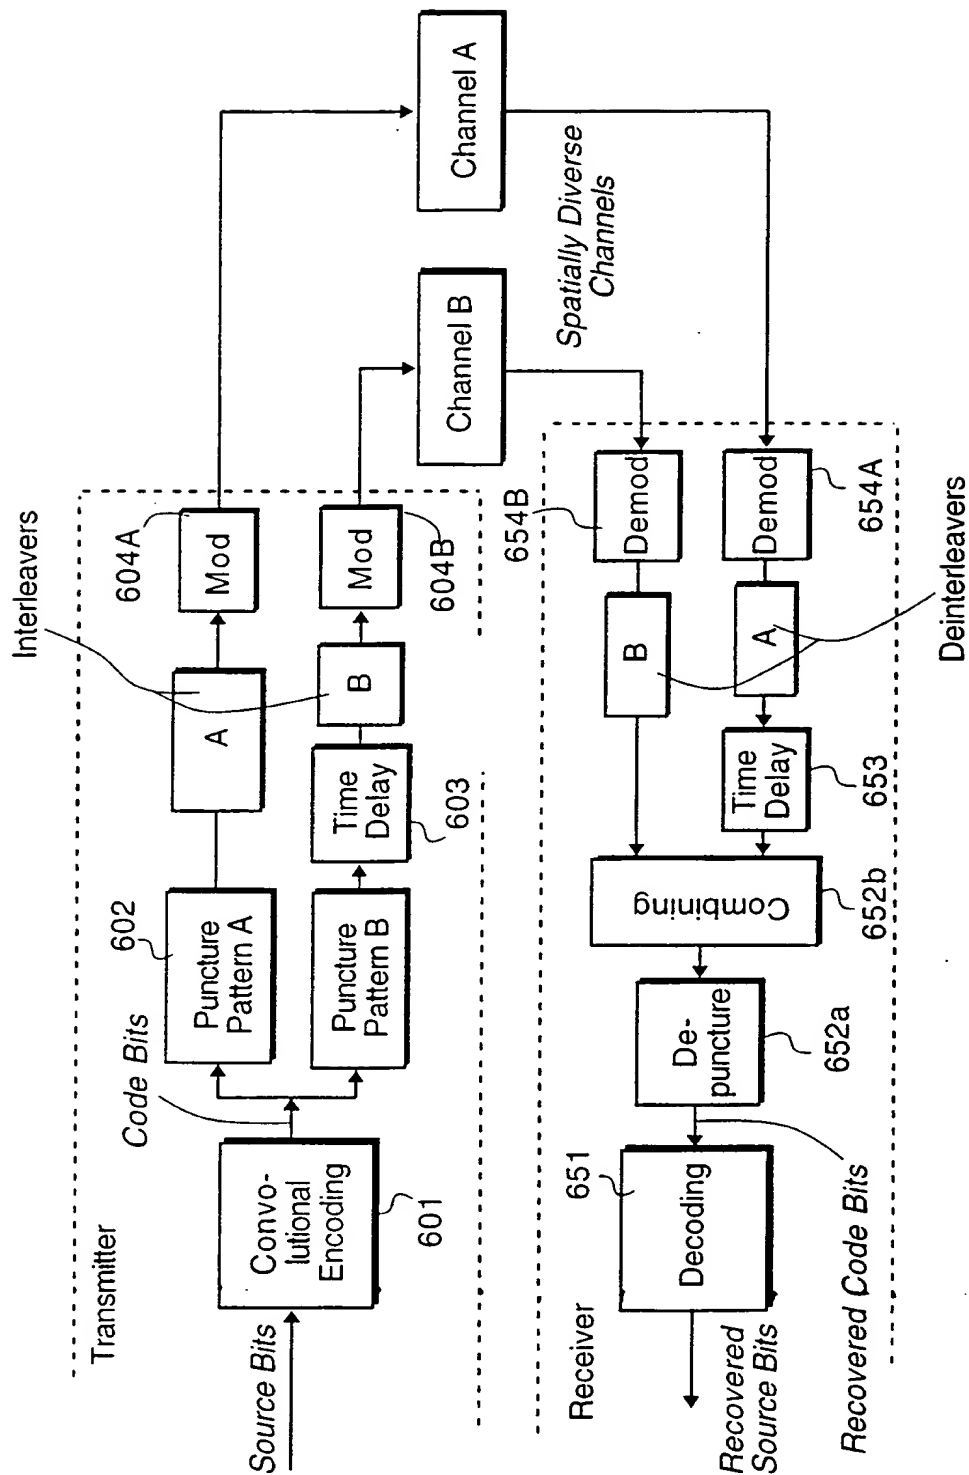 Transmitter
Source Bits
Convo-
lutional
Encoding
601
Code Bits
602
Puncture
Pattern A
Puncture
Pattern B
Time
Delay
603
Interleavers
A
B
604A
Mod
Mod
604B
Channel A
Channel B
Spatially Diverse
Channels
Receiver
654B
Demod
Demod
654A
B
A
Deinterleavers
Time
Delay
653
Combining
652b
De-
puncture
652a
Recovered Code Bits
651
Decoding
Recovered
Source Bits